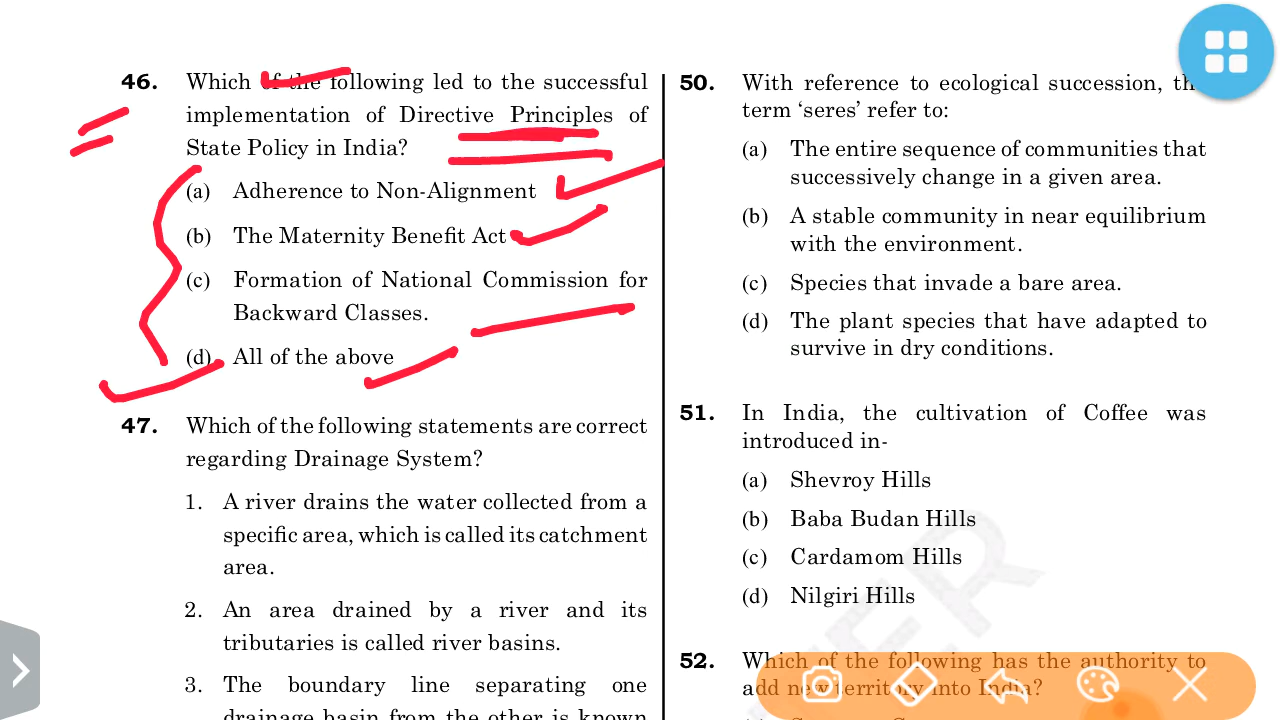 46. Which of the following led to the successful
implementation of Directive Principles of
State Policy in India?
(a) Adherence to Non-Alignment
(b) The Maternity Benefit Act
(c) Formation of National Commission for
Backward Classes.
(d) All of the above
47. Which of the following statements are correct
regarding Drainage System?
1. A river drains the water collected from a
specific area, which is called its catchment
area.
2. An area drained by a river and its
tributaries is called river basins.
3. The boundary line separating one
drainage basin from the other is known
50. With reference to ecological succession, the
term ‘seres’ refer to:
(a) The entire sequence of communities that
successively change in a given area.
(b) A stable community in near equilibrium
with the environment.
(c) Species that invade a bare area.
(d) The plant species that have adapted to
survive in dry conditions.
51. In India, the cultivation of Coffee was
introduced in-
(a) Shevroy Hills
(b) Baba Budan Hills
(c) Cardamom Hills
(d) Nilgiri Hills
52. Which of the following has the authority to
add new territory into India?